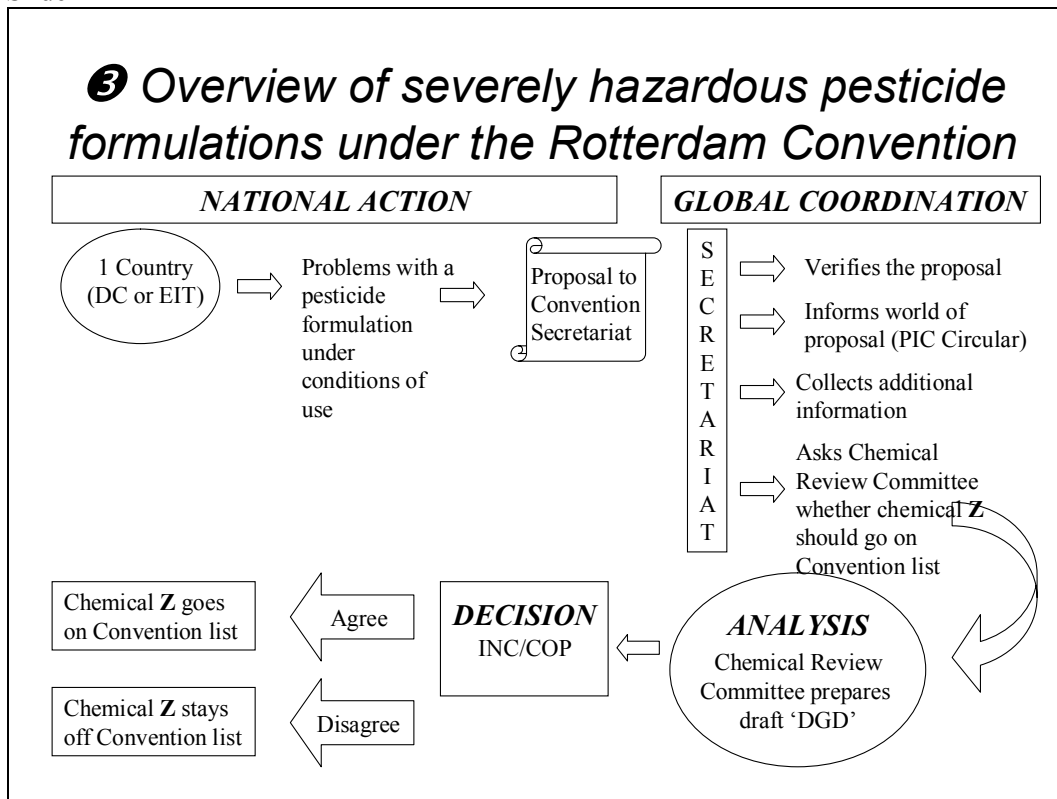 ❸ Overview of severely hazardous pesticide
formulations under the Rotterdam Convention
NATIONAL ACTION
GLOBAL COORDINATION
1 Country
(DC or EIT)
Problems with a
pesticide
formulation
under
conditions of
use
Proposal to
Convention
Secretariat
S
E
C
R
E
T
A
R
I
A
T
Verifies the proposal
Informs world of
proposal (PIC Circular)
Collects additional
information
Asks Chemical
Review Committee
whether chemical Z
should go on
Convention list
ANALYSIS
Chemical Review
Committee prepares
draft ‘DGD’
DECISION
INC/COP
Agree
Chemical Z goes
on Convention list
Disagree
Chemical Z stays
off Convention list